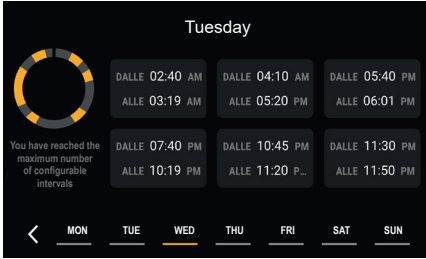 Tuesday
DALLE 02:40 AM
ALLE 03:19 AM
DALLE 04:10 AM
ALLE 05:20 PM
DALLE 05:40 PM
ALLE 06:01 PM
You have reached the
maximum number
of configurable
intervals
DALLE 07:40 PM
ALLE 10:19 PM
DALLE 10:45 PM
ALLE 11:20 P...
DALLE 11:30 PM
ALLE 11:50 PM
MON TUE WED THU FRI SAT SUN